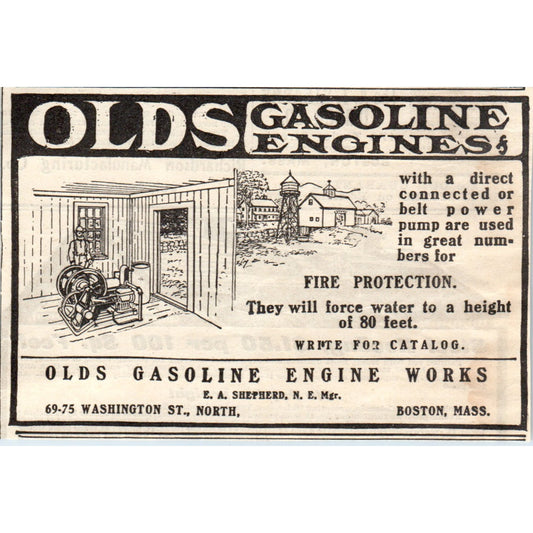 OLDS GASOLINE
ENGINES
with a direct
connected or
belt power
pump are used
in great num-
bers for
FIRE PROTECTION.
They will force water to a height
of 80 feet.
WRITE FOR CATALOG.
OLDS GASOLINE ENGINE WORKS
E. A. SHEPHERD, N. E. Mgr.
69-75 WASHINGTON ST., NORTH, BOSTON, MASS.